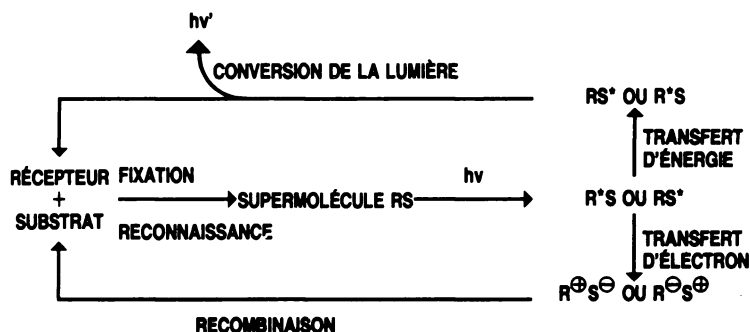 hν'
CONVERSION DE LA LUMIÈRE
RS* OU R*S
TRANSFERT
D'ÉNERGIE
RÉCEPTEUR FIXATION
+
SUBSTRAT
SUPERMOLÉCULE RS
hν
R*S OU RS*
RECONNAISSANCE
TRANSFERT
D'ÉLECTRON
R⊕S⊖ OU R⊖S⊕
RECOMBINAISON